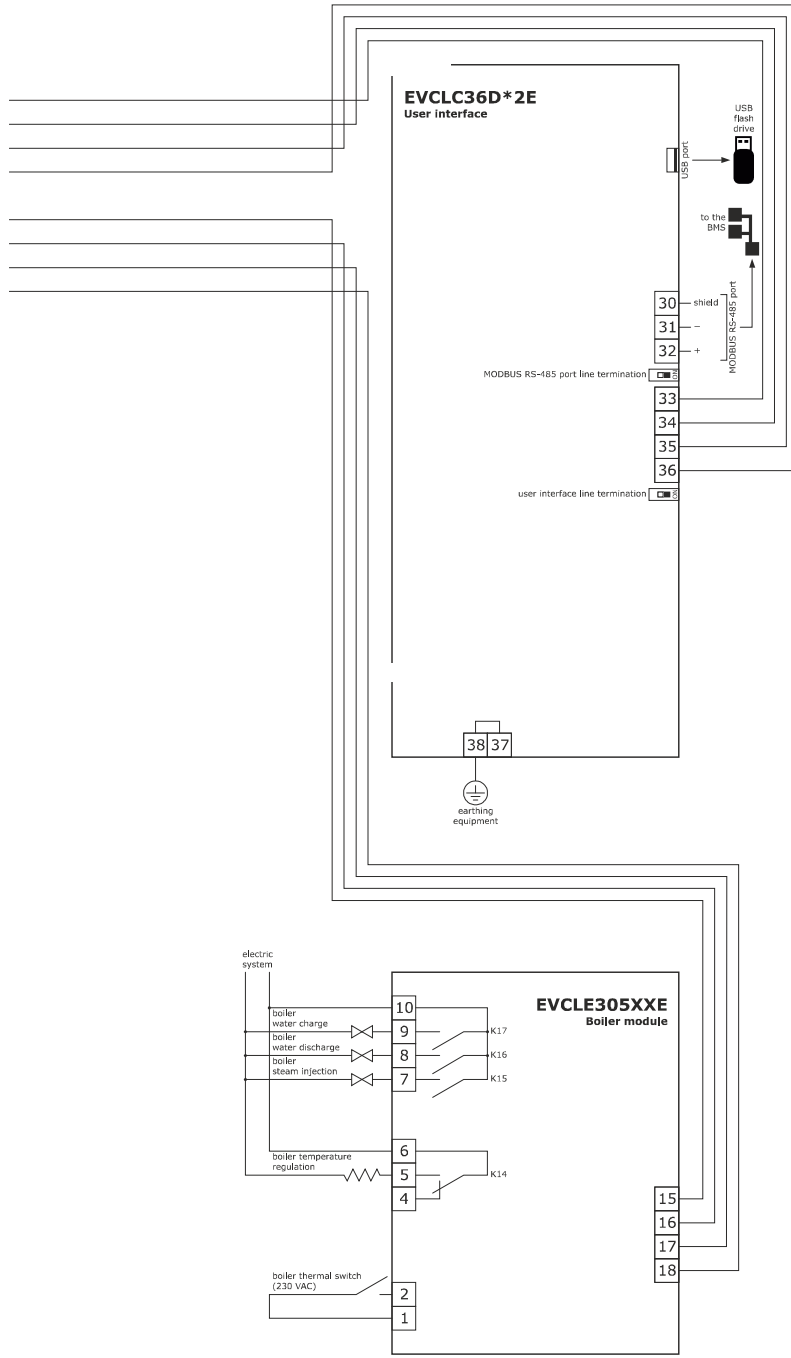 EVCLC36D*2E
User interface
USB
flash
drive
USB port
to the
BMS
30
shield
31
–
32
+
MODBUS RS-485 port
MODBUS RS-485 port line termination
ON
33
34
35
36
user interface line termination
ON
38
37
earthing
equipment
electric
system
EVCLE305XXE
Boiler module
10
boiler
water charge
9
K17
boiler
water discharge
8
K16
boiler
steam injection
7
K15
6
boiler temperature
regulation
5
K14
4
15
16
17
18
boiler thermal switch
(230 VAC)
2
1